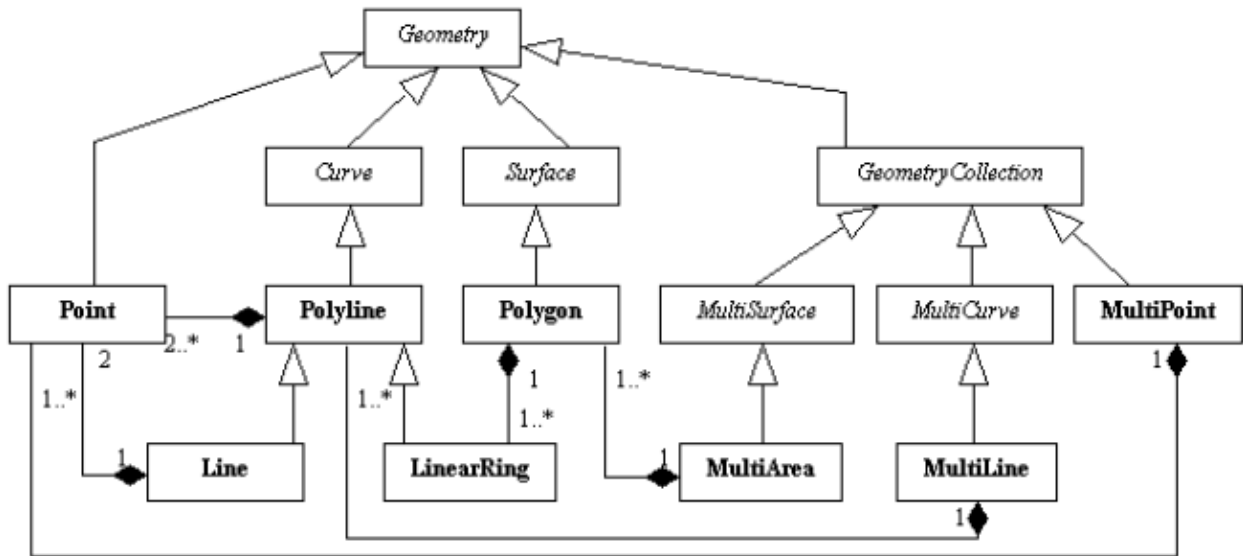 Geometry
Curve
Surface
GeometryCollection
Point
Polyline
Polygon
MultiSurface
MultiCurve
MultiPoint
2..*
1
2
1..*
1..*
1
1..*
1..*
1
1
Line
LinearRing
1
MultiArea
MultiLine
1